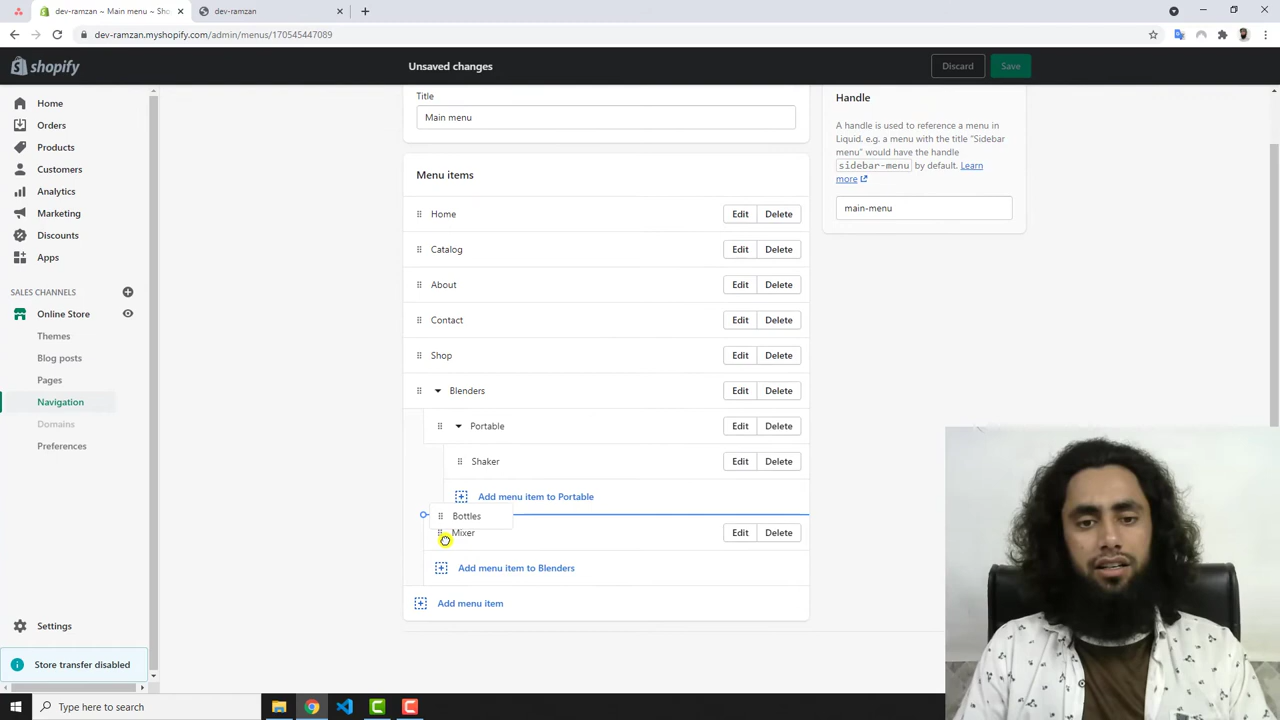 dev-ramzan ~ Main menu ~ Sho
dev-ramzan
dev-ramzan.myshopify.com/admin/menus/170545447089
shopify
Unsaved changes
Discard
Save
Home
Orders
Products
Customers
Analytics
Marketing
Discounts
Apps
SALES CHANNELS
Online Store
Themes
Blog posts
Pages
Navigation
Domains
Preferences
Settings
Store transfer disabled
Title
Main menu
Menu items
Home Edit Delete
Catalog Edit Delete
About Edit Delete
Contact Edit Delete
Shop Edit Delete
Blenders Edit Delete
Portable Edit Delete
Shaker Edit Delete
Add menu item to Portable
Bottles
Mixer Edit Delete
Add menu item to Blenders
Add menu item
Handle
A handle is used to reference a menu in
Liquid. e.g. a menu with the title "Sidebar
menu" would have the handle
sidebar-menu by default. Learn
more
main-menu
Type here to search